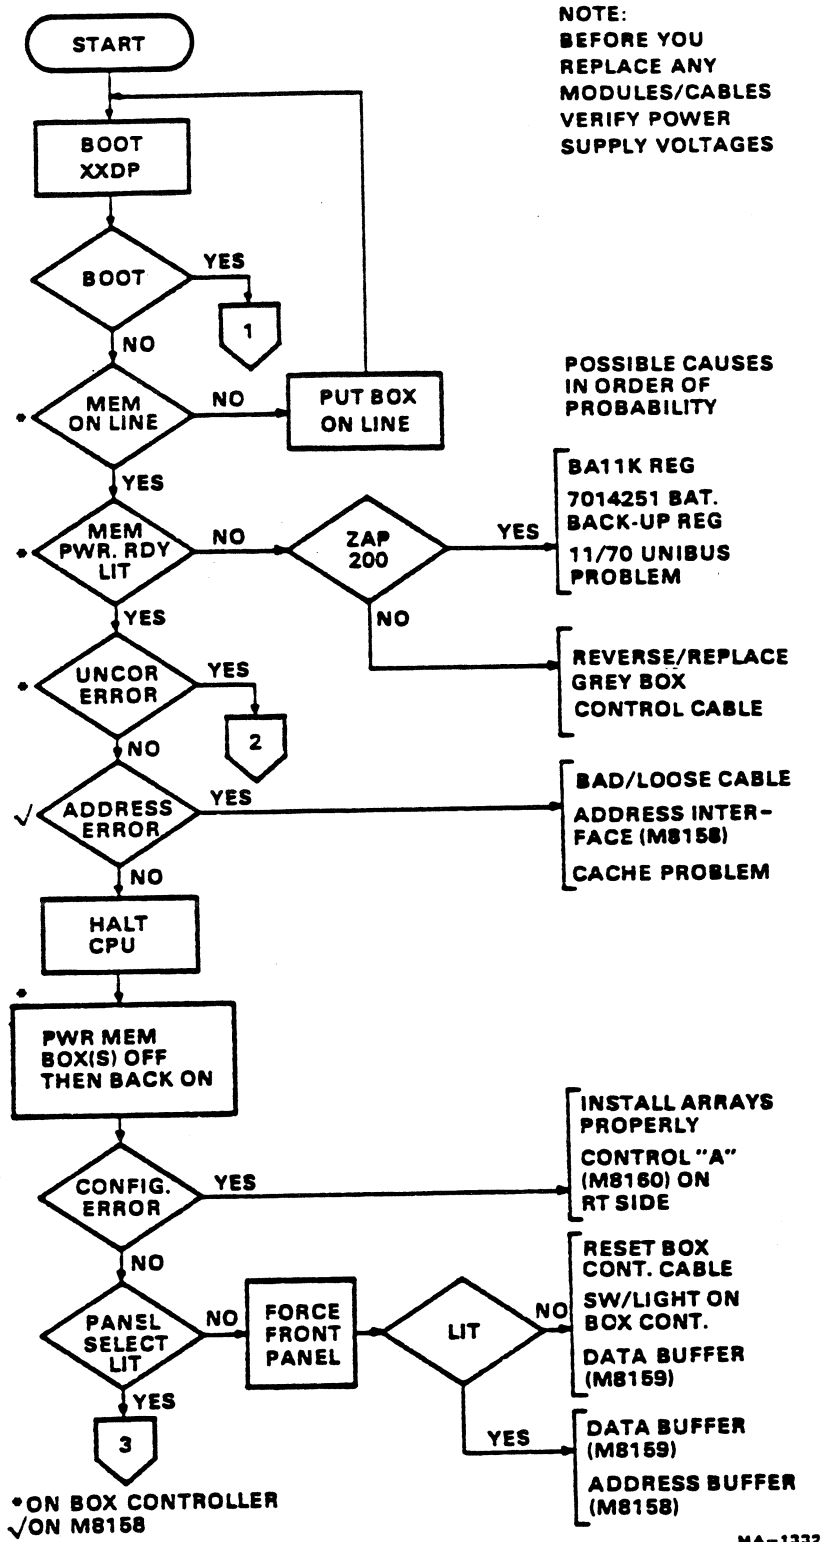 NOTE:
BEFORE YOU
REPLACE ANY
MODULES/CABLES
VERIFY POWER
SUPPLY VOLTAGES
START
BOOT
XXDP
BOOT
YES
1
NO
MEM
ON LINE
*
NO
PUT BOX
ON LINE
YES
POSSIBLE CAUSES
IN ORDER OF
PROBABILITY
MEM
PWR. RDY
LIT
*
NO
ZAP
200
YES
BA11K REG
7014251 BAT.
BACK-UP REG
11/70 UNIBUS
PROBLEM
NO
REVERSE/REPLACE
GREY BOX
CONTROL CABLE
YES
UNCOR
ERROR
*
YES
2
NO
ADDRESS
ERROR
√
YES
BAD/LOOSE CABLE
ADDRESS INTER-
FACE (M8158)
CACHE PROBLEM
NO
HALT
CPU
*
PWR MEM
BOX(S) OFF
THEN BACK ON
CONFIG.
ERROR
YES
INSTALL ARRAYS
PROPERLY
CONTROL "A"
(M8160) ON
RT SIDE
NO
PANEL
SELECT
LIT
NO
FORCE
FRONT
PANEL
LIT
NO
RESET BOX
CONT. CABLE
SW/LIGHT ON
BOX CONT.
DATA BUFFER
(M8159)
YES
DATA BUFFER
(M8159)
ADDRESS BUFFER
(M8158)
YES
3
*ON BOX CONTROLLER
√ON M8158
MA-1332